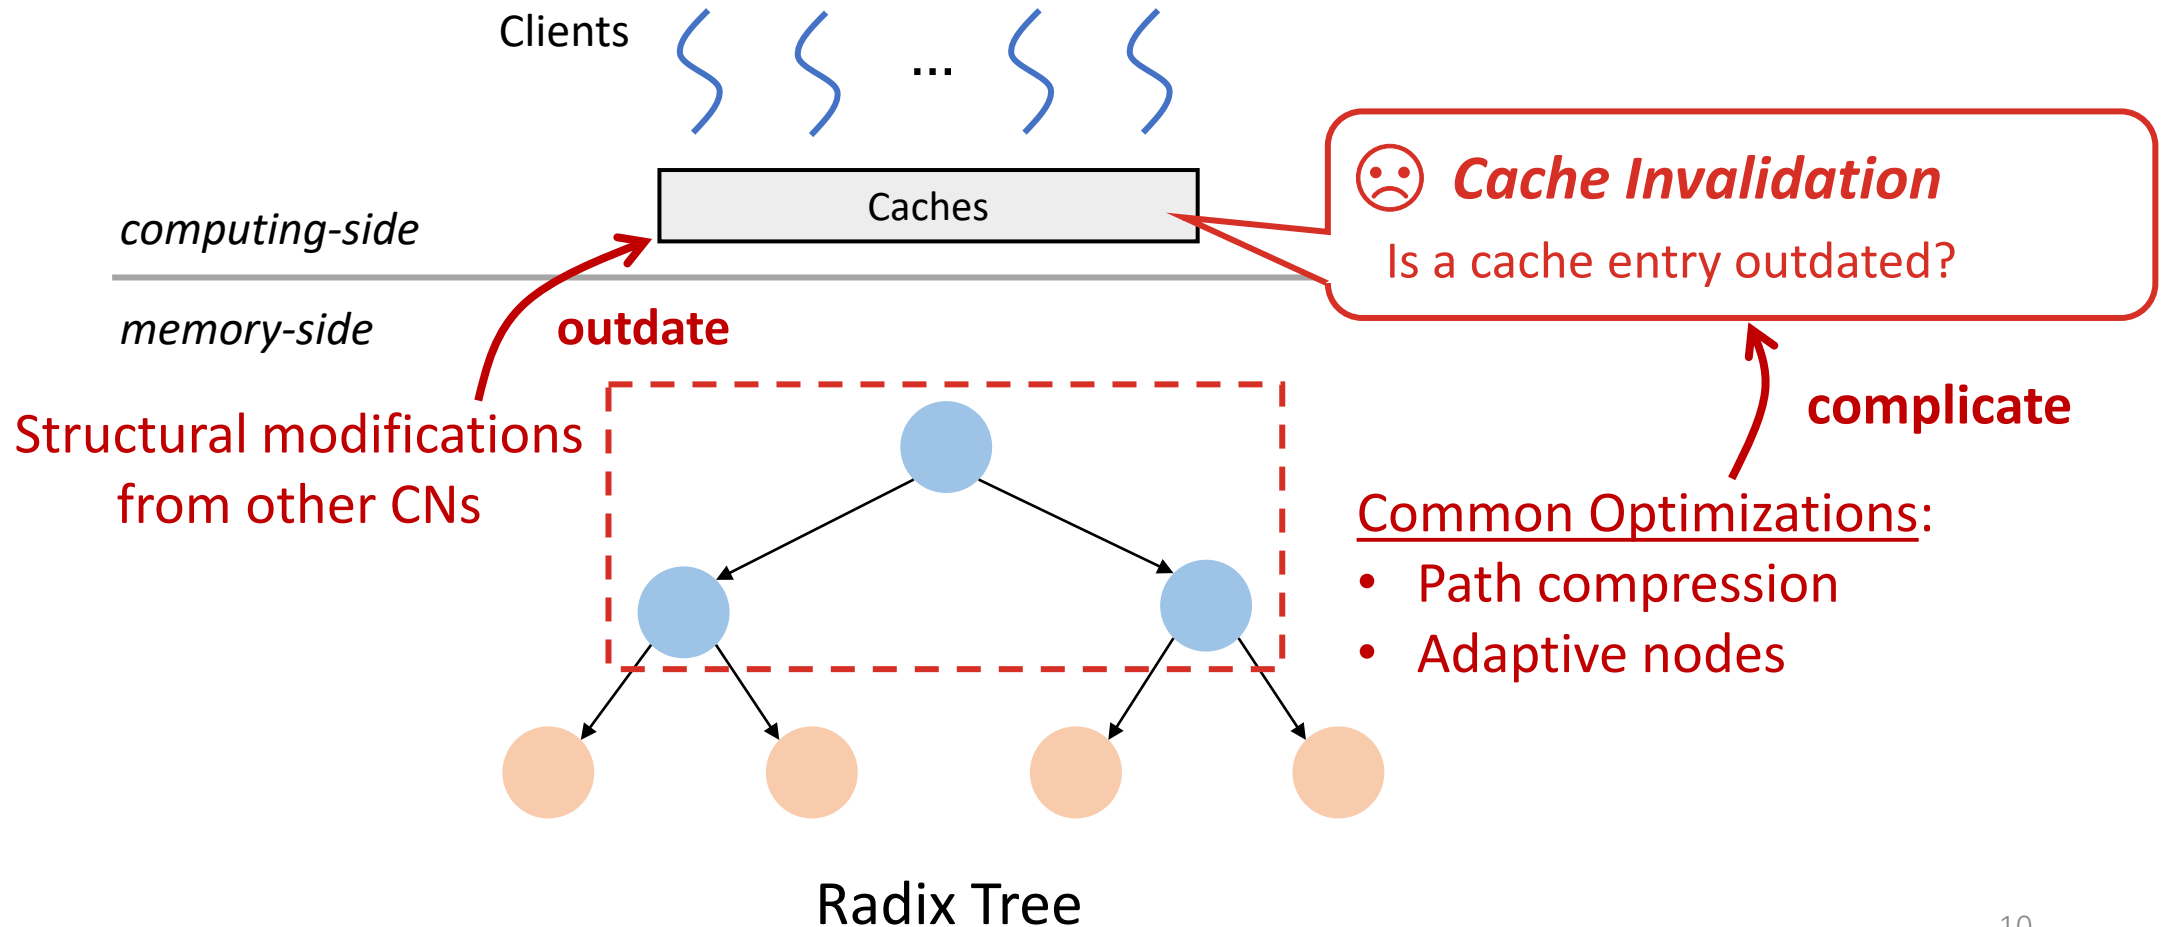 Clients
...
Caches
Cache Invalidation
Is a cache entry outdated?
computing-side
memory-side
outdate
Structural modifications
from other CNs
complicate
Common Optimizations:
• Path compression
• Adaptive nodes
Radix Tree
10